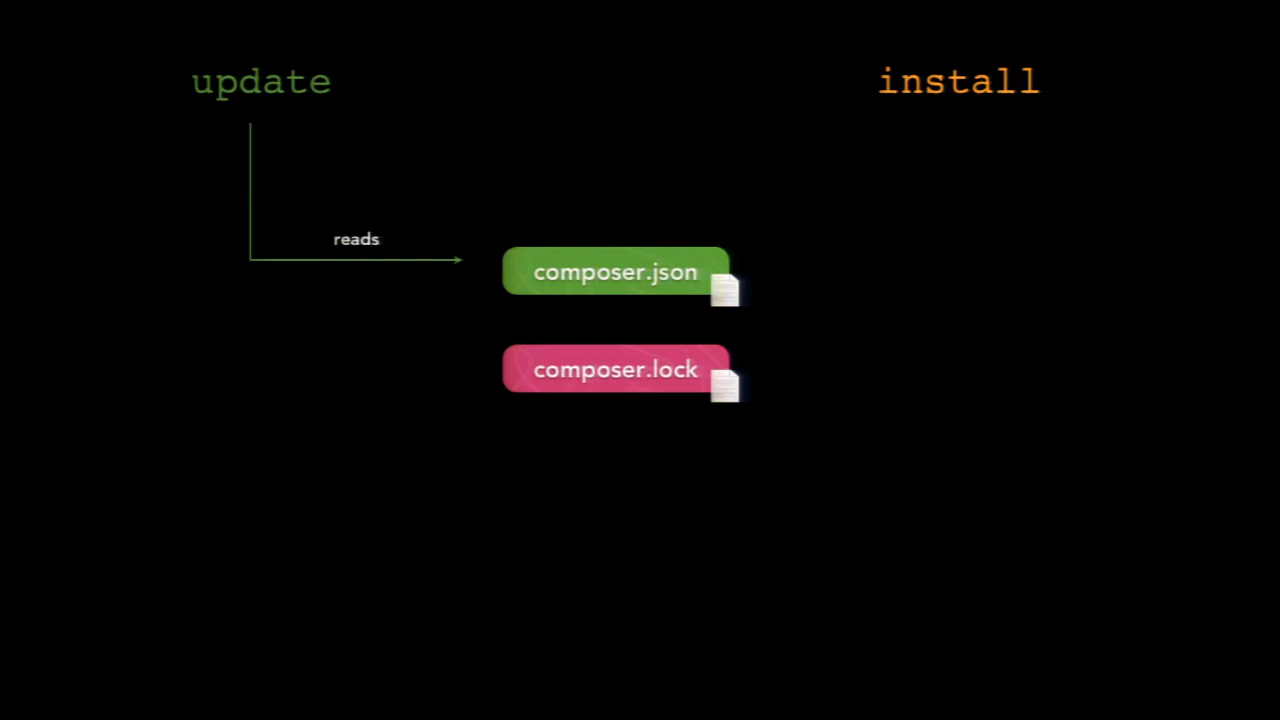 update
install
reads
composer.json
composer.lock